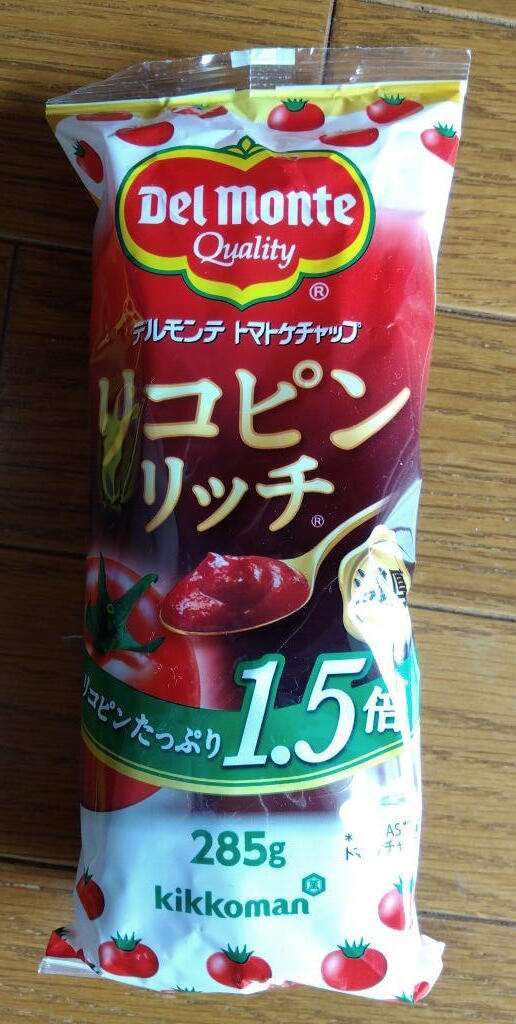 Del Monte
Quality
®
デルモンテ トマトケチャップ
リコピン
リッチ®
リコピンたっぷり1.5倍
285g
kikkoman